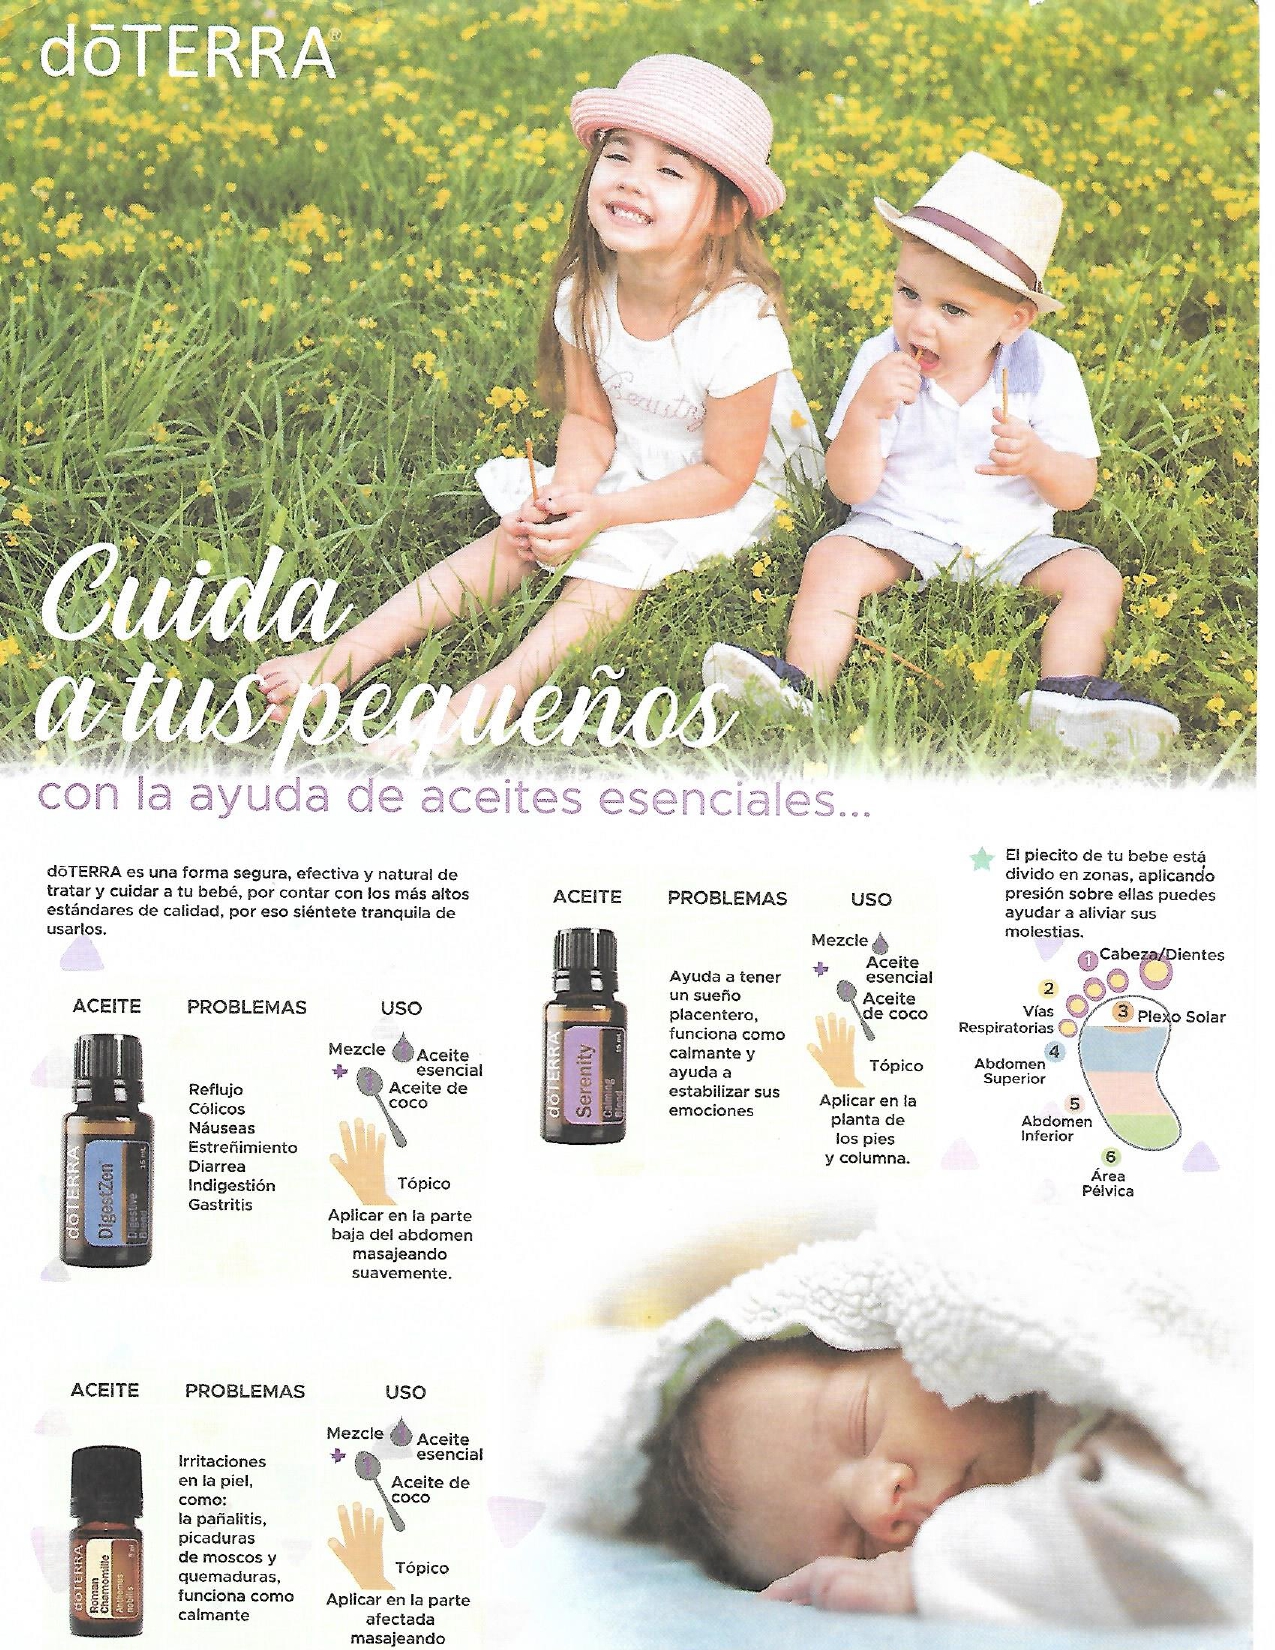 dōTERRA®
Cuida
a tus pequeños
con la ayuda de aceites esenciales...
dōTERRA es una forma segura, efectiva y natural de
tratar y cuidar a tu bebé, por contar con los más altos
estándares de calidad, por eso siéntete tranquila de
usarlos.
ACEITE
PROBLEMAS
USO
dōTERRA
DigestZen
Digestive
Blend
15 mL
Reflujo
Cólicos
Náuseas
Estreñimiento
Diarrea
Indigestión
Gastritis
Mezcle
+
Aceite
esencial
Aceite de
coco
Tópico
Aplicar en la parte
baja del abdomen
masajeando
suavemente.
ACEITE
PROBLEMAS
USO
dōTERRA
Roman
Chamomille
Anthemus
nobilis
Irritaciones
en la piel,
como:
la pañalitis,
picaduras
de moscos y
quemaduras,
funciona como
calmante
Mezcle
+
Aceite
esencial
Aceite de
coco
Tópico
Aplicar en la parte
afectada
masajeando
ACEITE
PROBLEMAS
USO
dōTERRA
Serenity
Calming
Blend
15 mL
Ayuda a tener
un sueño
placentero,
funciona como
calmante y
ayuda a
estabilizar sus
emociones
Mezcle
+
Aceite
esencial
Aceite
de coco
Tópico
Aplicar en la
planta de
los pies
y columna.
El piecito de tu bebe está
divido en zonas, aplicando
presión sobre ellas puedes
ayudar a aliviar sus
molestias.
1 Cabeza/Dientes
2
Vías
Respiratorias
3 Plexo Solar
4
Abdomen
Superior
5
Abdomen
Inferior
6
Área
Pélvica